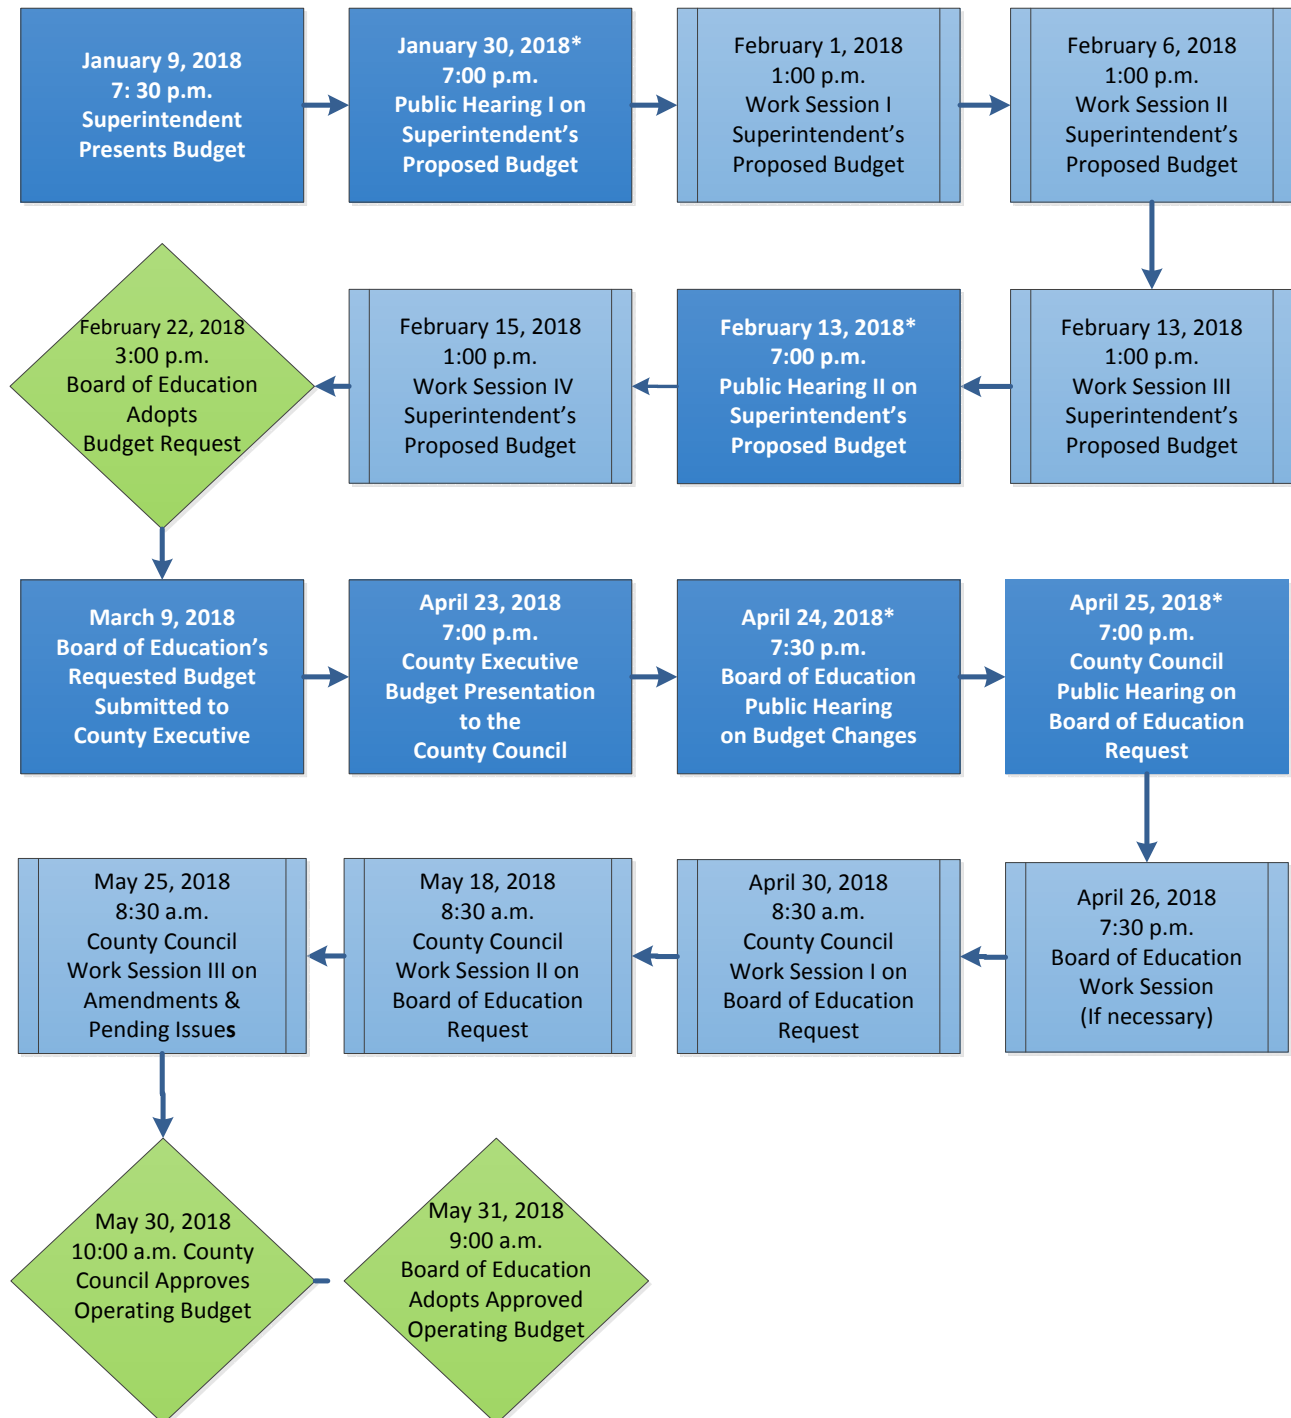 January 9, 2018
7: 30 p.m.
Superintendent
Presents Budget
January 30, 2018*
7:00 p.m.
Public Hearing I on
Superintendent’s
Proposed Budget
February 1, 2018
1:00 p.m.
Work Session I
Superintendent’s
Proposed Budget
February 6, 2018
1:00 p.m.
Work Session II
Superintendent’s
Proposed Budget
February 13, 2018
1:00 p.m.
Work Session III
Superintendent’s
Proposed Budget
February 13, 2018*
7:00 p.m.
Public Hearing II on
Superintendent’s
Proposed Budget
February 15, 2018
1:00 p.m.
Work Session IV
Superintendent’s
Proposed Budget
February 22, 2018
3:00 p.m.
Board of Education
Adopts
Budget Request
March 9, 2018
Board of Education’s
Requested Budget
Submitted to
County Executive
April 23, 2018
7:00 p.m.
County Executive
Budget Presentation
to the
County Council
April 24, 2018*
7:30 p.m.
Board of Education
Public Hearing
on Budget Changes
April 25, 2018*
7:00 p.m.
County Council
Public Hearing on
Board of Education
Request
April 26, 2018
7:30 p.m.
Board of Education
Work Session
(If necessary)
April 30, 2018
8:30 a.m.
County Council
Work Session I on
Board of Education
Request
May 18, 2018
8:30 a.m.
County Council
Work Session II on
Board of Education
Request
May 25, 2018
8:30 a.m.
County Council
Work Session III on
Amendments &
Pending Issues
May 30, 2018
10:00 a.m. County
Council Approves
Operating Budget
May 31, 2018
9:00 a.m.
Board of Education
Adopts Approved
Operating Budget